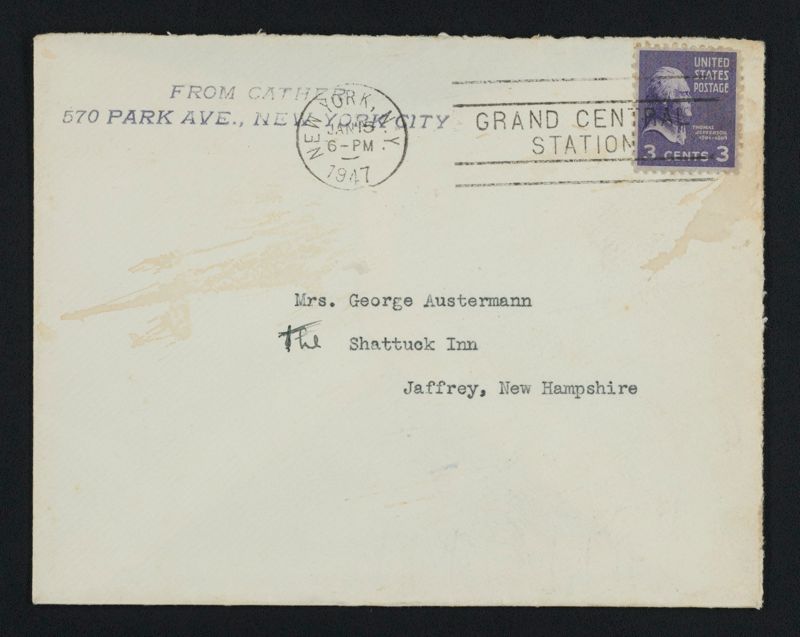 FROM CATHER
570 PARK AVE., NEW YORK CITY
NEW YORK, N.Y.
JAN 15
6-PM
1947
GRAND CENTRAL
STATION
UNITED
STATES
POSTAGE
THOMAS
JEFFERSON
3 CENTS 3
Mrs. George Austermann
The Shattuck Inn
Jaffrey, New Hampshire